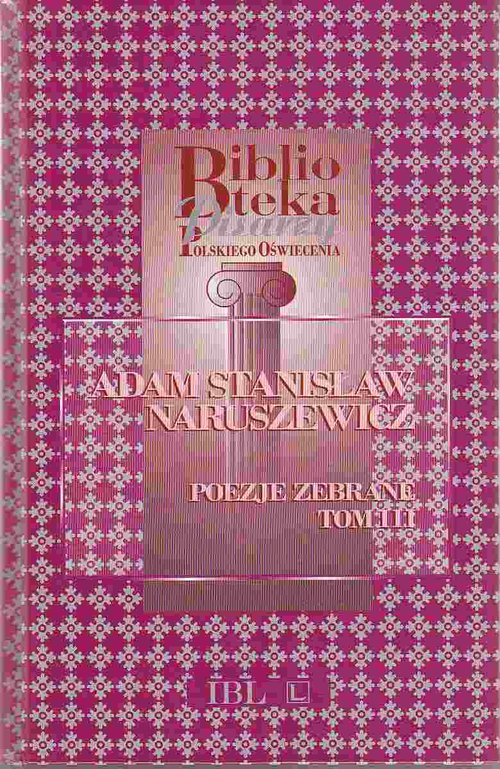 Biblio
teka
Pisarzy
Polskiego Oświecenia
ADAM STANISŁAW
NARUSZEWICZ
POEZJE ZEBRANE
TOM III
IBL L